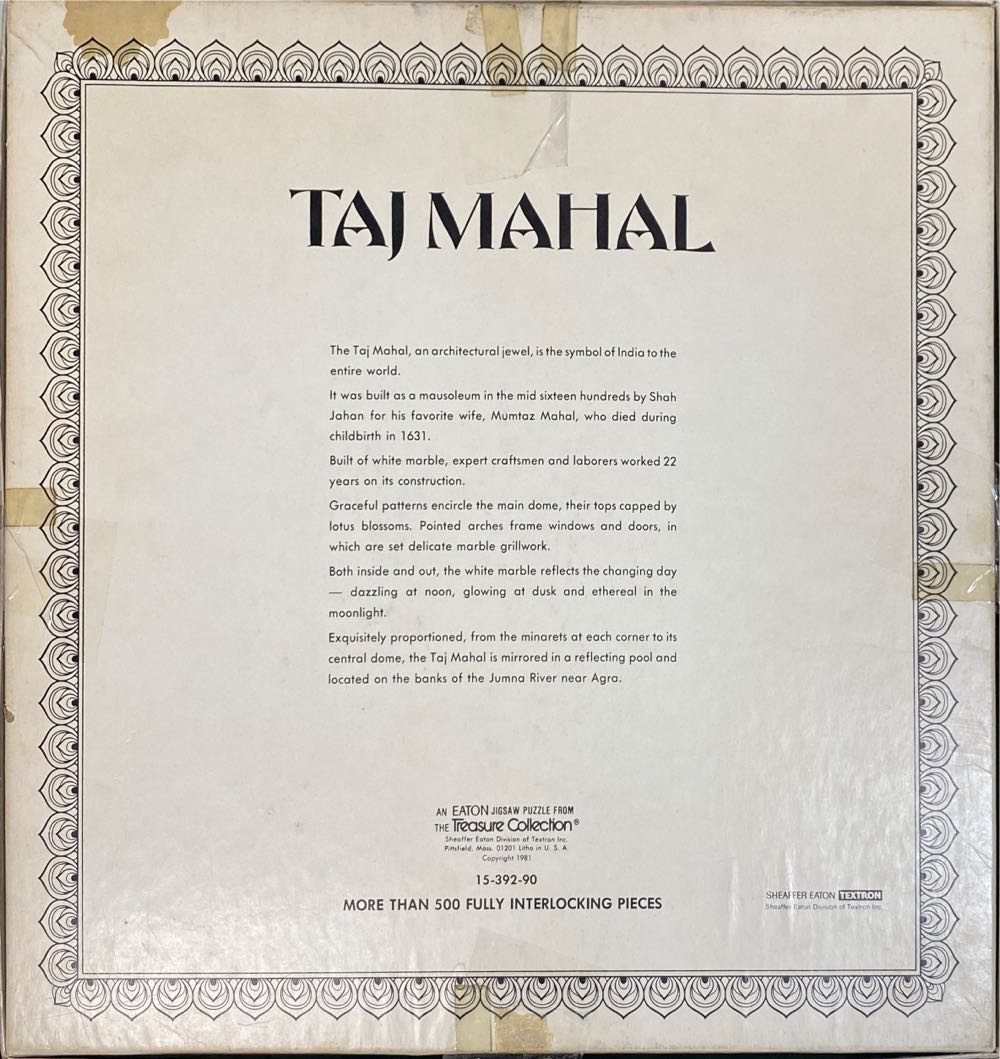 TAJ MAHAL
The Taj Mahal, an architectural jewel, is the symbol of India to the
entire world.
It was built as a mausoleum in the mid sixteen hundreds by Shah
Jahan for his favorite wife, Mumtaz Mahal, who died during
childbirth in 1631.
Built of white marble, expert craftsmen and laborers worked 22
years on its construction.
Graceful patterns encircle the main dome, their tops capped by
lotus blossoms. Pointed arches frame windows and doors, in
which are set delicate marble grillwork.
Both inside and out, the white marble reflects the changing day
— dazzling at noon, glowing at dusk and ethereal in the
moonlight.
Exquisitely proportioned, from the minarets at each corner to its
central dome, the Taj Mahal is mirrored in a reflecting pool and
located on the banks of the Jumna River near Agra.
AN EATON JIGSAW PUZZLE FROM
THE Treasure Collection®
Sheaffer Eaton Division of Textron Inc.
Pittsfield, Mass. 01201 Litho in U. S. A.
Copyright 1981
15-392-90
MORE THAN 500 FULLY INTERLOCKING PIECES
SHEAFFER EATON TEXTRON
Sheaffer Eaton Division of Textron Inc.